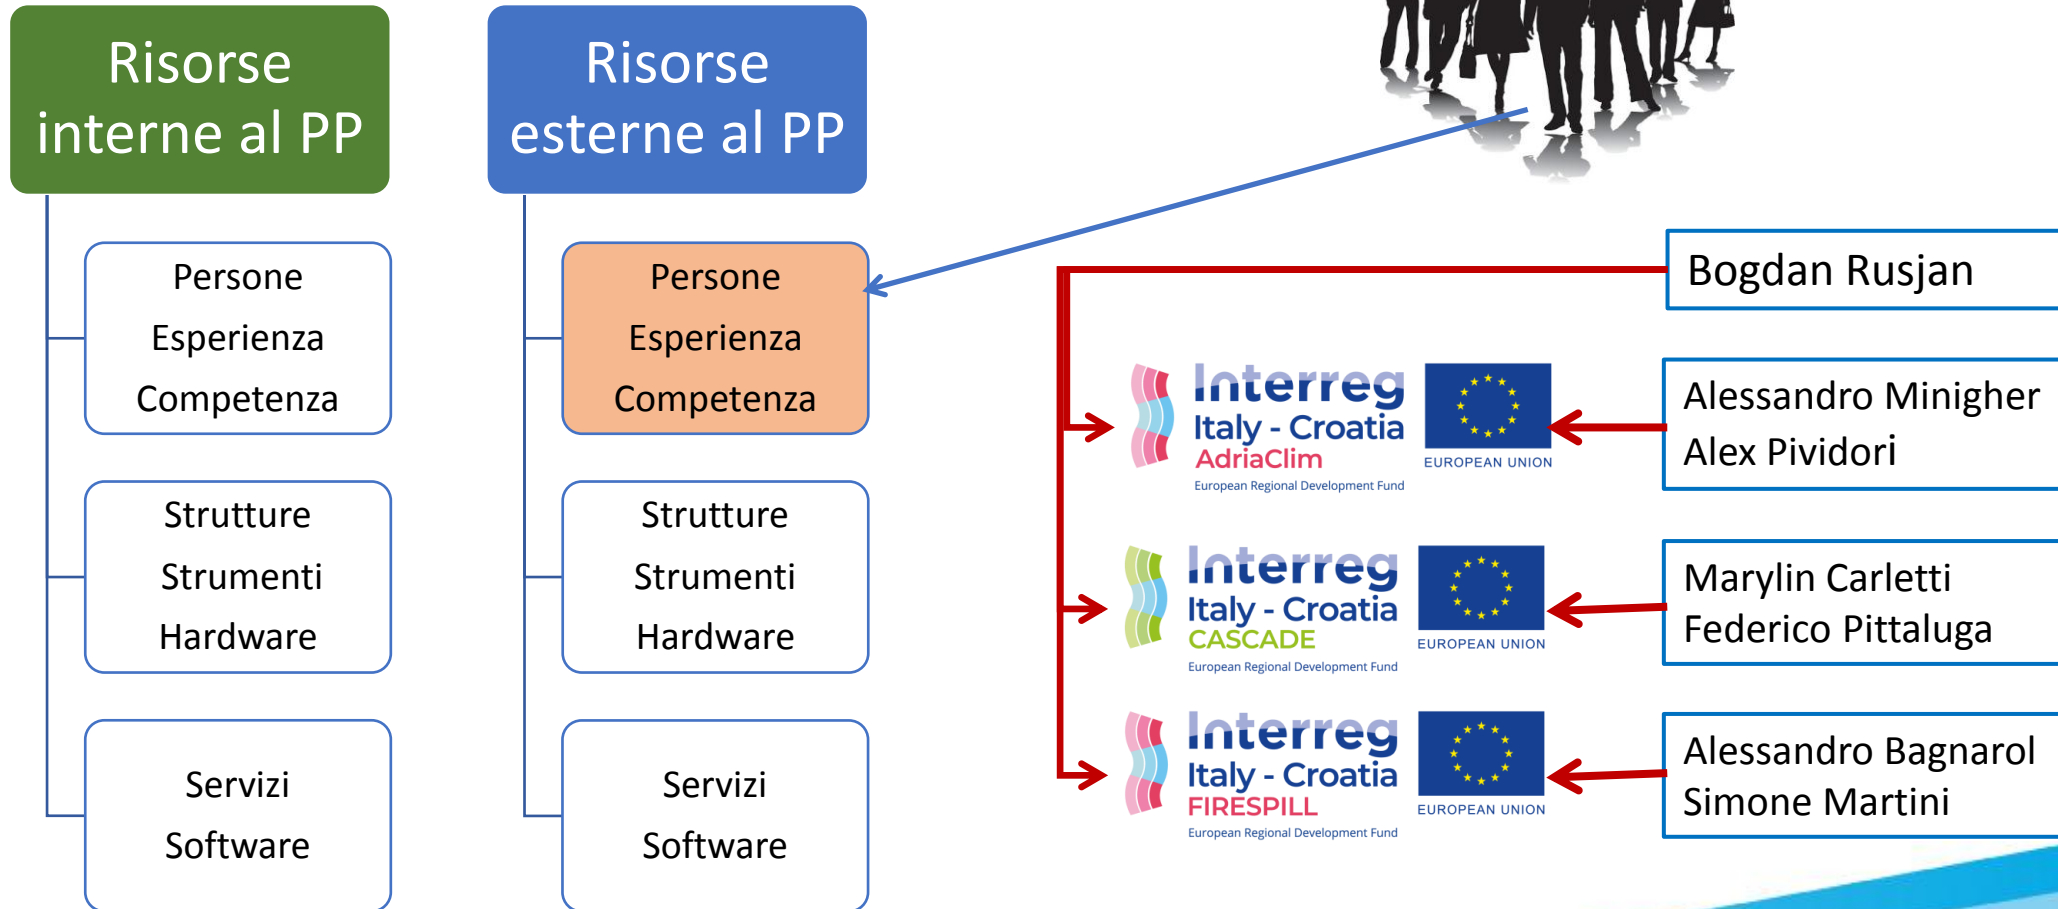 Risorse
interne al PP
Persone
Esperienza
Competenza
Strutture
Strumenti
Hardware
Servizi
Software
Risorse
esterne al PP
Persone
Esperienza
Competenza
Strutture
Strumenti
Hardware
Servizi
Software
Bogdan Rusjan
Interreg
Italy - Croatia
AdriaClim
European Regional Development Fund
EUROPEAN UNION
Alessandro Minigher
Alex Pividori
Interreg
Italy - Croatia
CASCADE
European Regional Development Fund
EUROPEAN UNION
Marylin Carletti
Federico Pittaluga
Interreg
Italy - Croatia
FIRESPILL
European Regional Development Fund
EUROPEAN UNION
Alessandro Bagnarol
Simone Martini